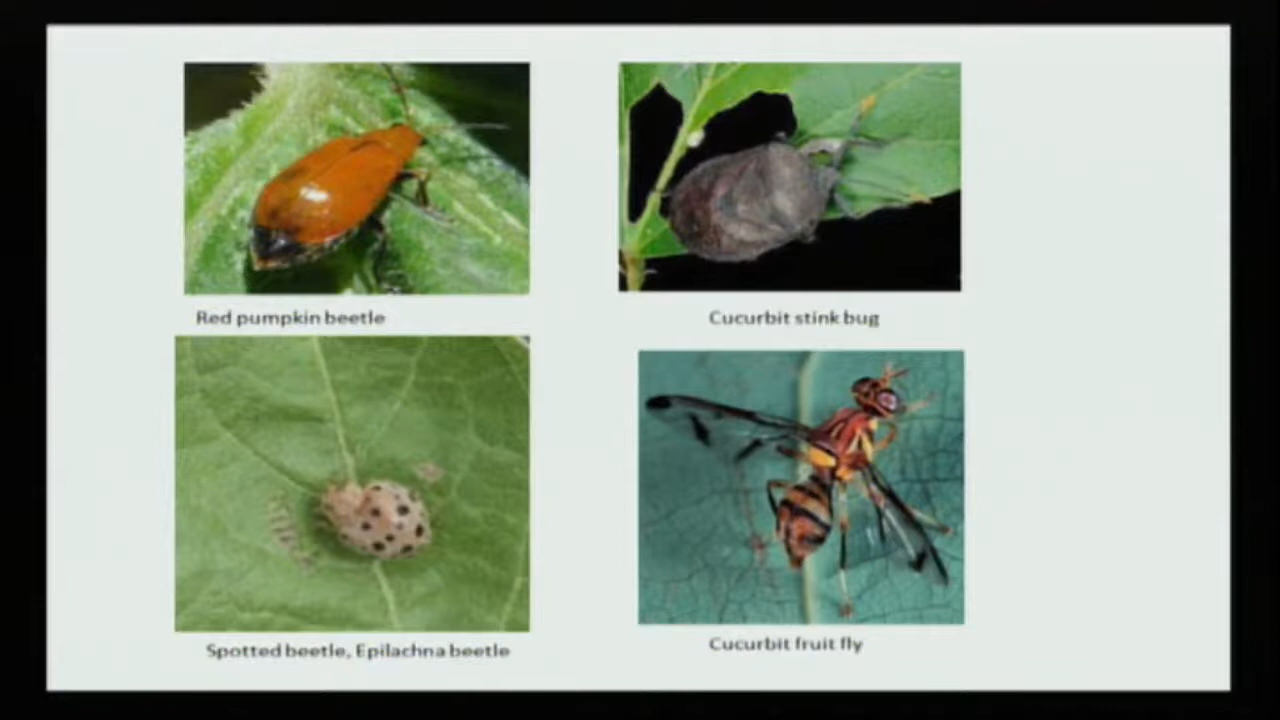 Red pumpkin beetle
Cucurbit stink bug
Spotted beetle, Epilachna beetle
Cucurbit fruit fly